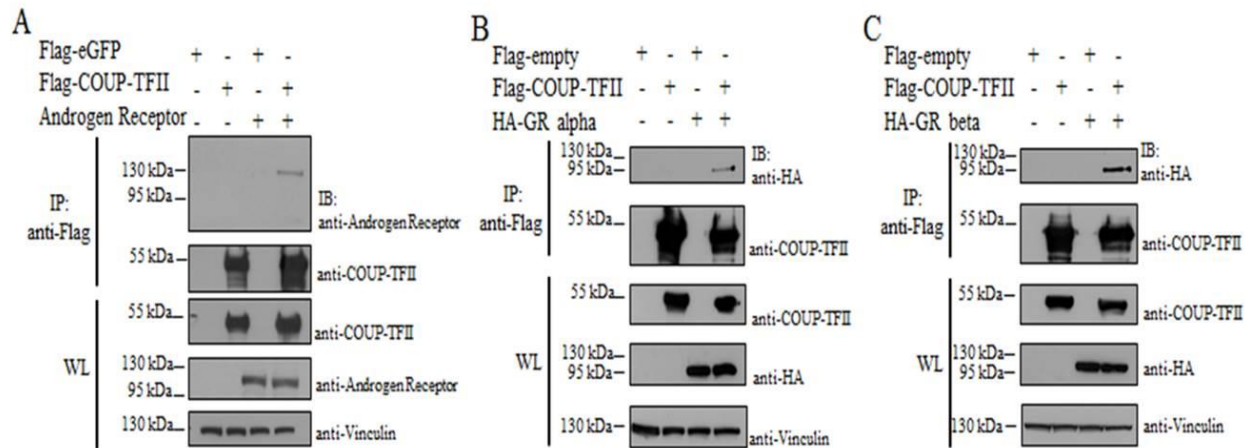 A
Flag-eGFP + - + -
Flag-COUP-TFII - + - +
Androgen Receptor - - + +
IP:
anti-Flag
130 kDa
95 kDa
IB:
anti-Androgen Receptor
55 kDa
anti-COUP-TFII
WL
55 kDa
anti-COUP-TFII
130 kDa
95 kDa
anti-Androgen Receptor
130 kDa
anti-Vinculin
B
Flag-empty + - + -
Flag-COUP-TFII - + - +
HA-GR alpha - - + +
IP:
anti-Flag
130 kDa
95 kDa
IB:
anti-HA
55 kDa
anti-COUP-TFII
WL
55 kDa
anti-COUP-TFII
130 kDa
95 kDa
anti-HA
130 kDa
anti-Vinculin
C
Flag-empty + - + -
Flag-COUP-TFII - + - +
HA-GR beta - - + +
IP:
anti-Flag
130 kDa
95 kDa
IB:
anti-HA
55 kDa
anti-COUP-TFII
WL
55 kDa
anti-COUP-TFII
130 kDa
95 kDa
anti-HA
130 kDa
anti-Vinculin